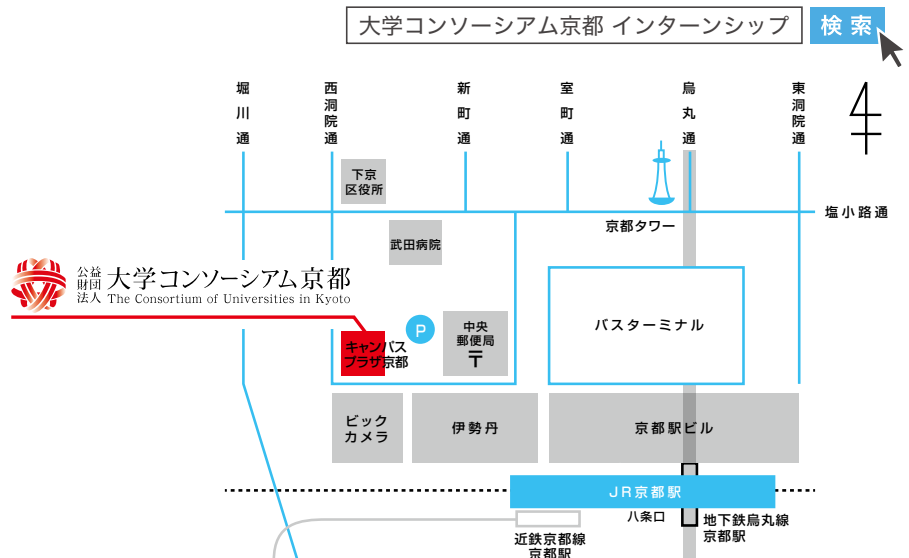 大学コンソーシアム京都 インターンシップ
検索
堀川通
西洞院通
新町通
室町通
烏丸通
東洞院通
下京
区役所
塩小路通
京都タワー
武田病院
公益
財団
法人
大学コンソーシアム京都
The Consortium of Universities in Kyoto
P
中央
郵便局
〒
バスターミナル
キャンパス
プラザ京都
ビック
カメラ
伊勢丹
京都駅ビル
JR京都駅
八条口
地下鉄烏丸線
京都駅
近鉄京都線
京都駅